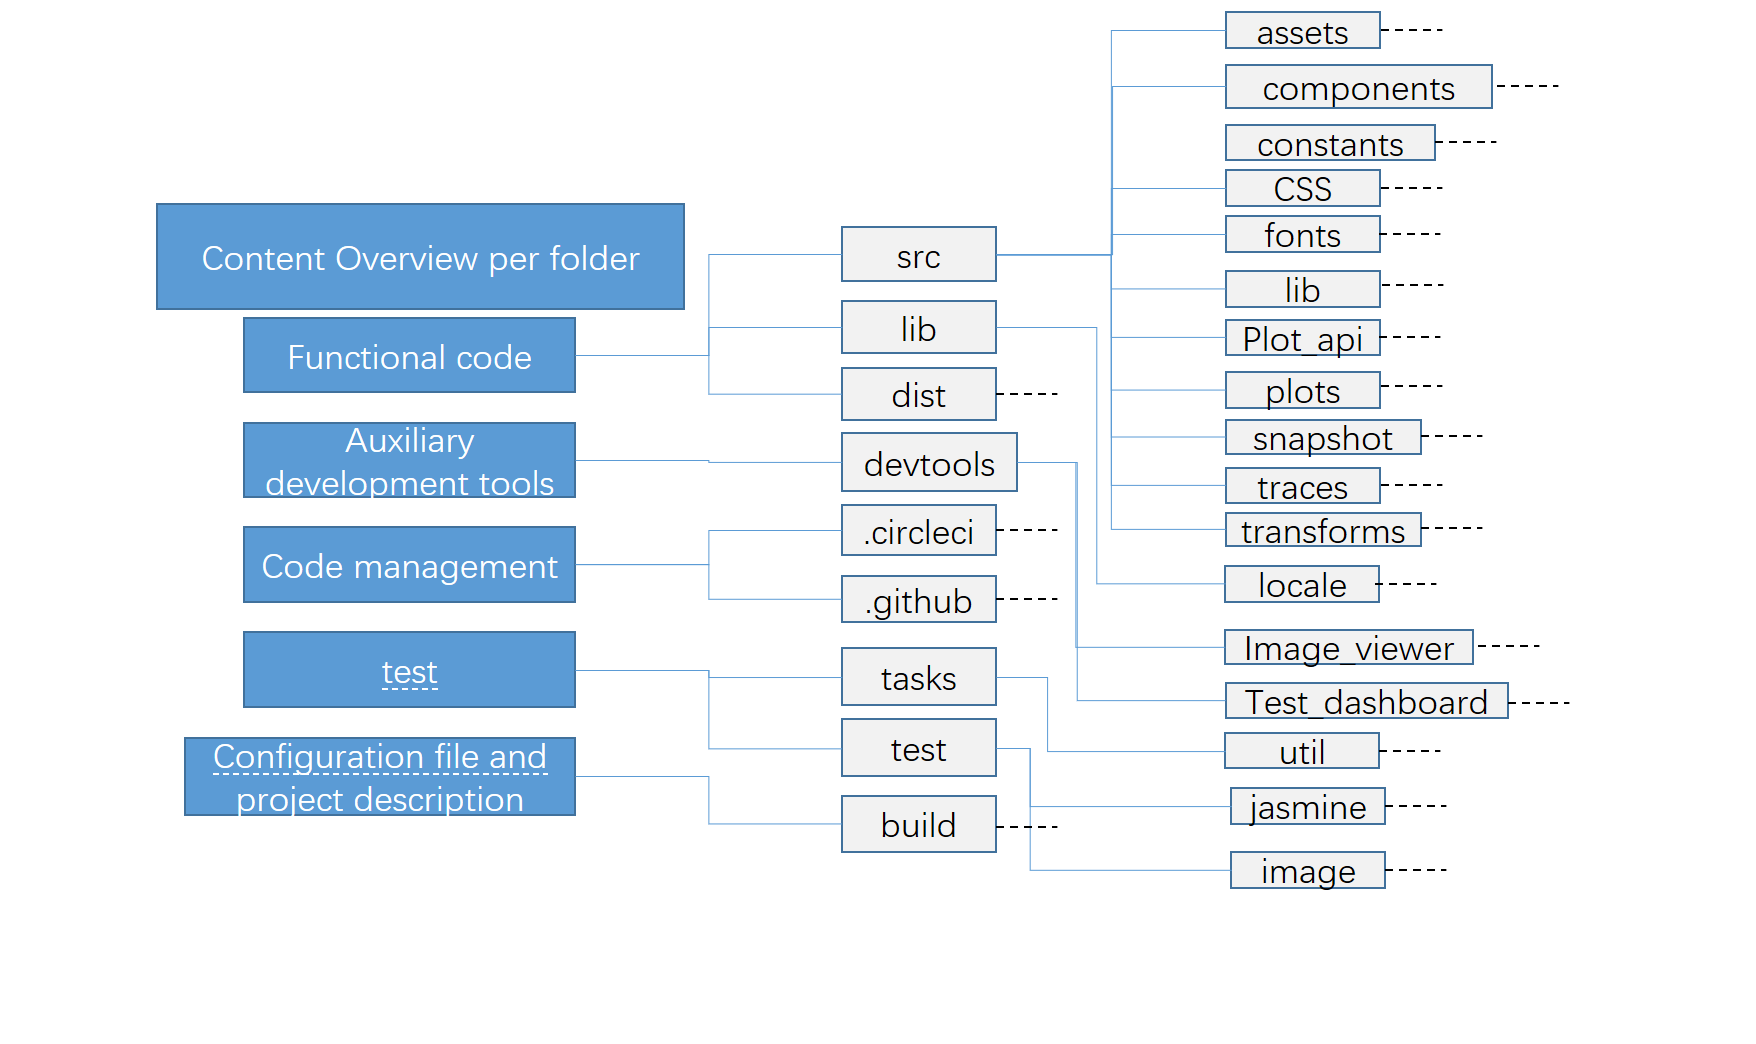 Content Overview per folder
Functional code
Auxiliary
development tools
Code management
test
Configuration file and
project description
src
lib
dist
devtools
.circleci
.github
tasks
test
build
assets
components
constants
CSS
fonts
lib
Plot_api
plots
snapshot
traces
transforms
locale
Image_viewer
Test_dashboard
util
jasmine
image